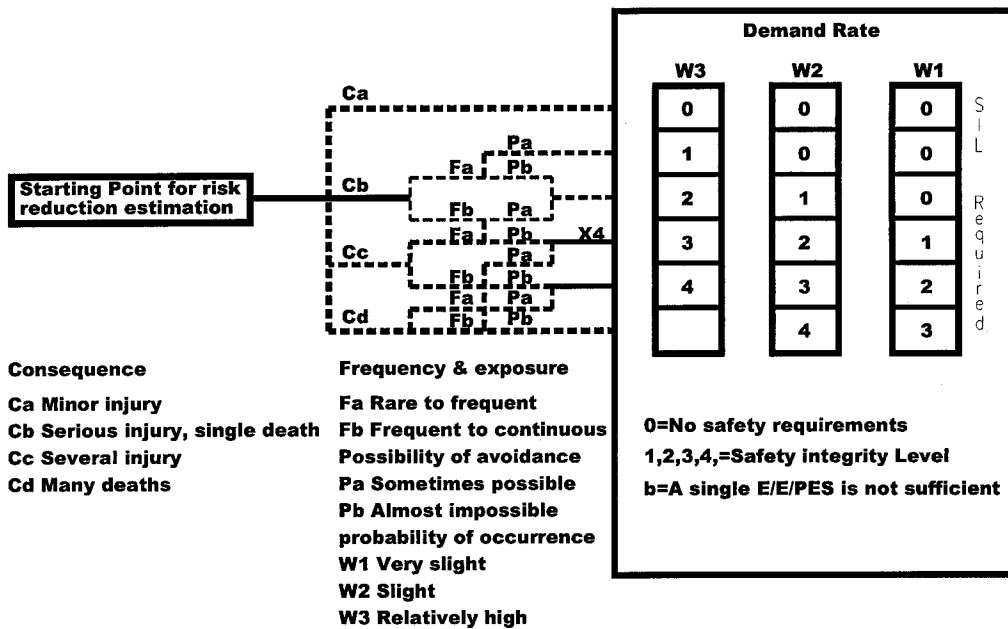 Demand Rate
W3 W2 W1
Ca
0 0 0
SIL Required
Pa
1 0 0
Fa Pb
Starting Point for risk
reduction estimation
Cb
2 1 0
Fb Pa
Fa Pb X4
3 2 1
Cc Pa
Fb Pb
4 3 2
Fa Pa
Cd Fb Pb
4 3
Consequence
Ca Minor injury
Cb Serious injury, single death
Cc Several injury
Cd Many deaths
Frequency & exposure
Fa Rare to frequent
Fb Frequent to continuous
Possibility of avoidance
Pa Sometimes possible
Pb Almost impossible
probability of occurrence
W1 Very slight
W2 Slight
W3 Relatively high
0=No safety requirements
1,2,3,4,=Safety integrity Level
b=A single E/E/PES is not sufficient